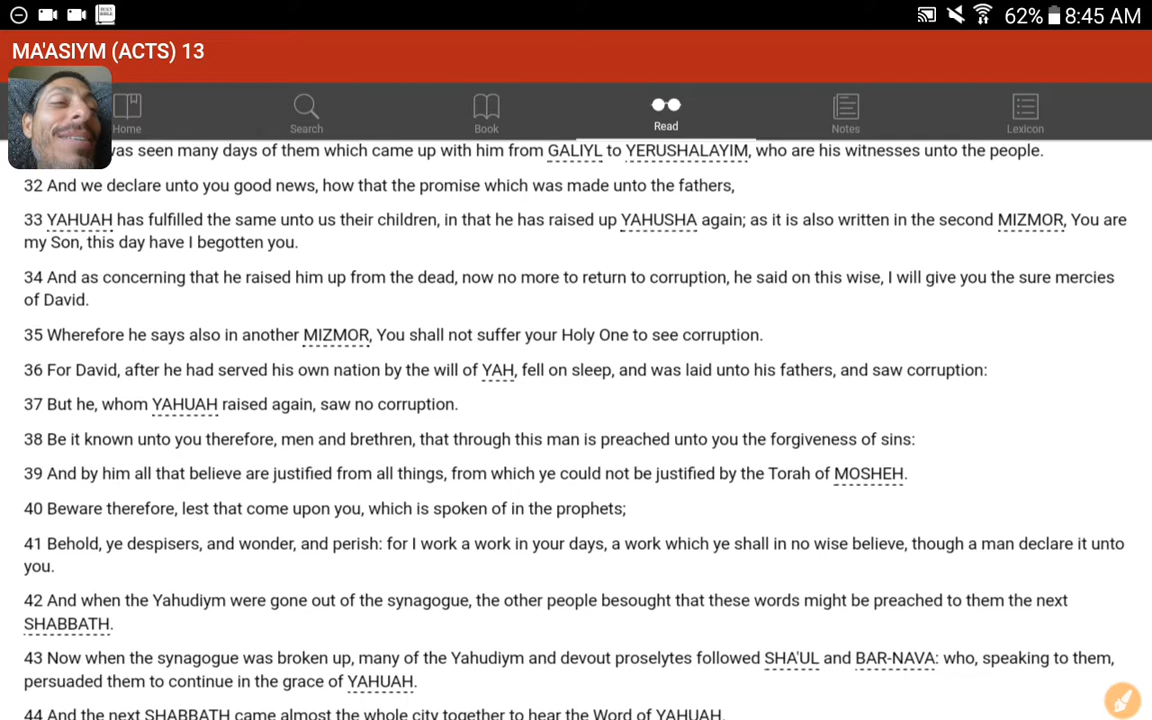 62% 8:45 AM
MA'ASIYM (ACTS) 13
Home
Search
Book
Read
Notes
Lexicon
was seen many days of them which came up with him from GALIYL to YERUSHALAYIM, who are his witnesses unto the people.
32 And we declare unto you good news, how that the promise which was made unto the fathers,
33 YAHUAH has fulfilled the same unto us their children, in that he has raised up YAHUSHA again; as it is also written in the second MIZMOR, You are
my Son, this day have I begotten you.
34 And as concerning that he raised him up from the dead, now no more to return to corruption, he said on this wise, I will give you the sure mercies
of David.
35 Wherefore he says also in another MIZMOR, You shall not suffer your Holy One to see corruption.
36 For David, after he had served his own nation by the will of YAH, fell on sleep, and was laid unto his fathers, and saw corruption:
37 But he, whom YAHUAH raised again, saw no corruption.
38 Be it known unto you therefore, men and brethren, that through this man is preached unto you the forgiveness of sins:
39 And by him all that believe are justified from all things, from which ye could not be justified by the Torah of MOSHEH.
40 Beware therefore, lest that come upon you, which is spoken of in the prophets;
41 Behold, ye despisers, and wonder, and perish: for I work a work in your days, a work which ye shall in no wise believe, though a man declare it unto
you.
42 And when the Yahudiym were gone out of the synagogue, the other people besought that these words might be preached to them the next
SHABBATH.
43 Now when the synagogue was broken up, many of the Yahudiym and devout proselytes followed SHA'UL and BAR-NAVA: who, speaking to them,
persuaded them to continue in the grace of YAHUAH.
44 And the next SHABBATH came almost the whole city together to hear the Word of YAHUAH.